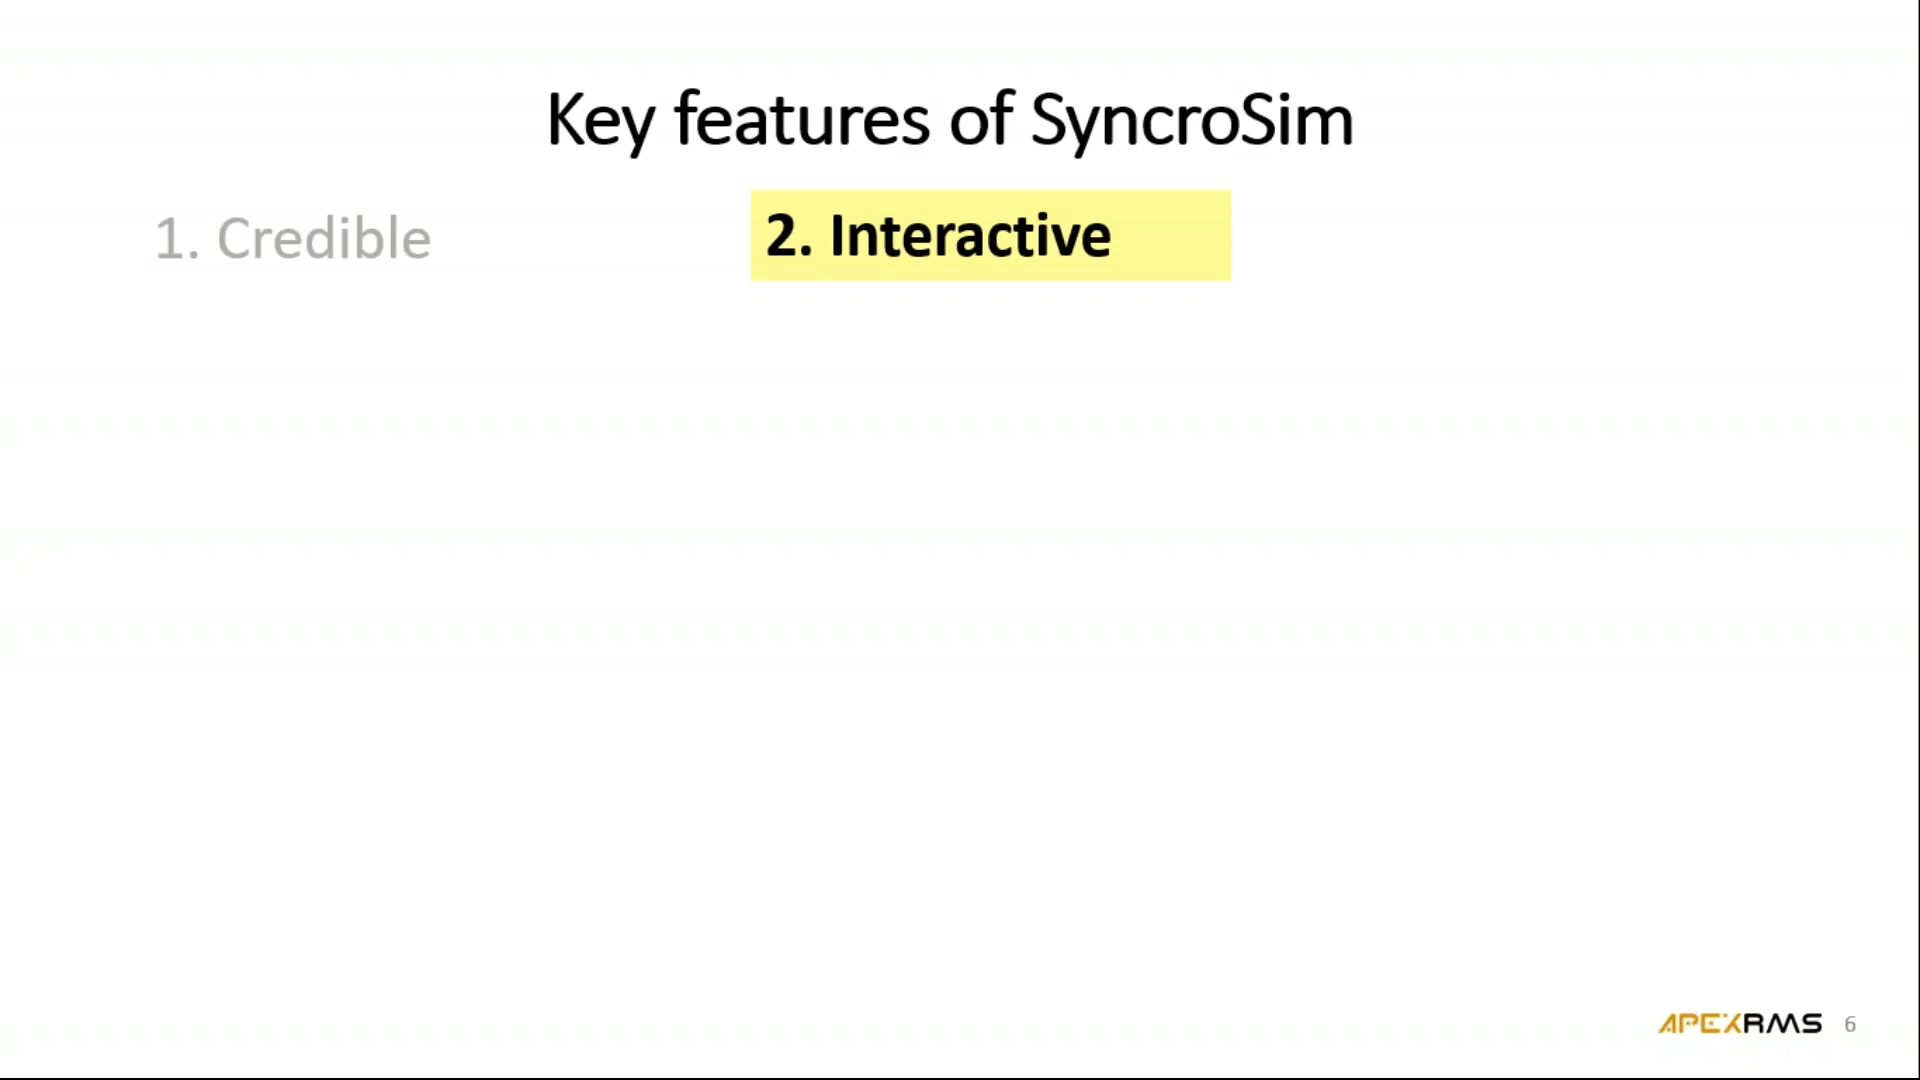 Key features of SyncroSim
1. Credible
2. Interactive
APEXRMS 6